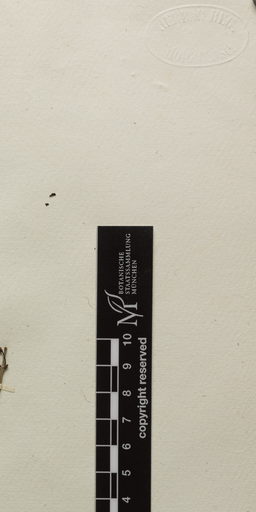 BOTANISCHE
STAATSSAMMLUNG
MÜNCHEN
M
10
9
8
7
6
5
4
copyright reserved